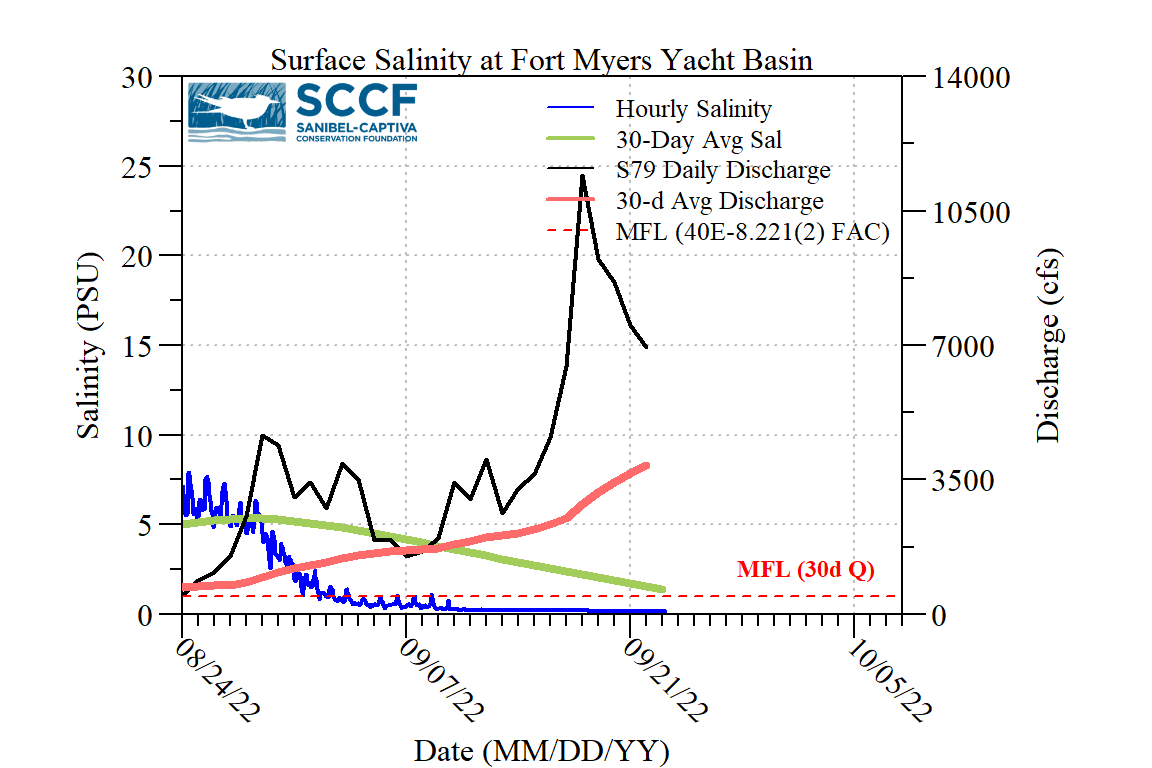 Surface Salinity at Fort Myers Yacht Basin
SCCF
SANIBEL-CAPTIVA
CONSERVATION FOUNDATION
Hourly Salinity
30-Day Avg Sal
S79 Daily Discharge
30-d Avg Discharge
MFL (40E-8.221(2) FAC)
30
25
20
15
10
5
0
Salinity (PSU)
14000
10500
7000
3500
0
Discharge (cfs)
MFL (30d Q)
08/24/22
09/07/22
09/21/22
10/05/22
Date (MM/DD/YY)